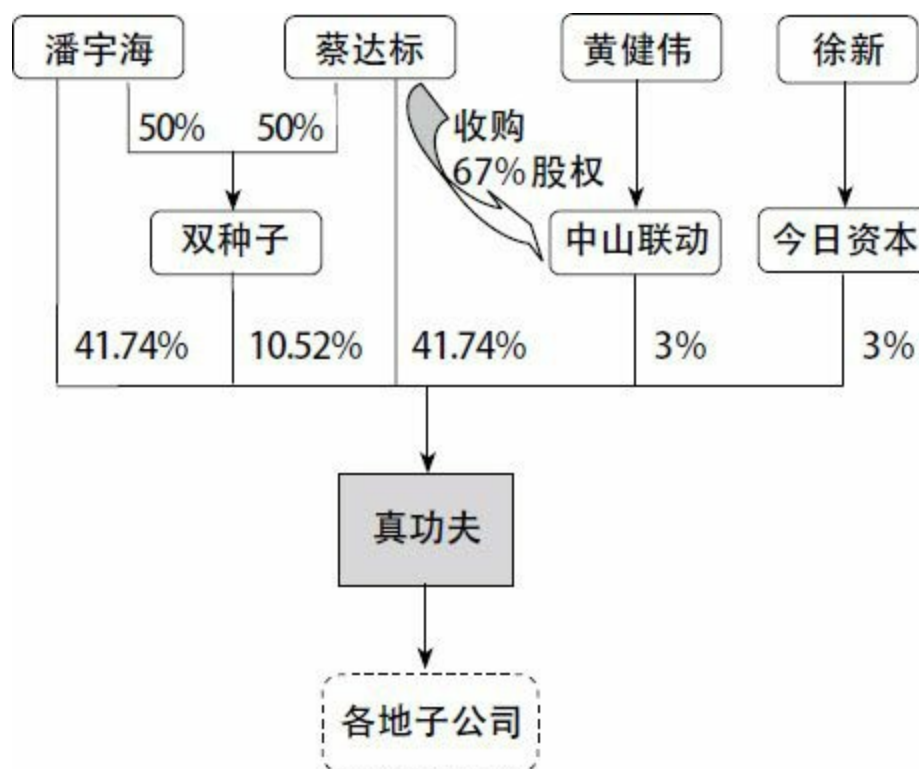 潘宇海
蔡达标
黄健伟
徐新
50%
50%
收购
67%股权
双种子
中山联动
今日资本
41.74%
10.52%
41.74%
3%
3%
真功夫
各地子公司